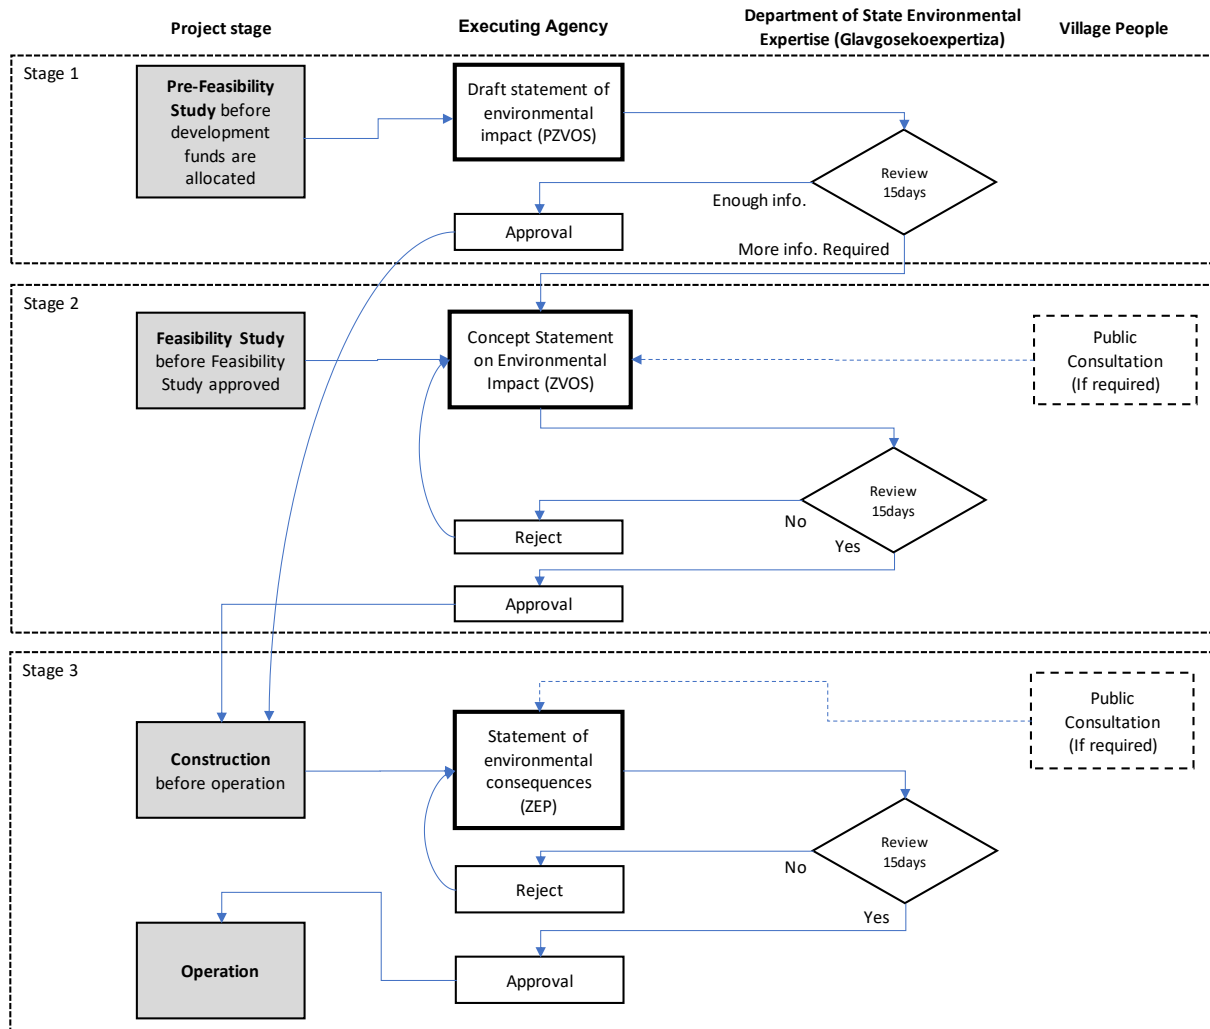 Project stage
Executing Agency
Department of State Environmental
Expertise (Glavgosekoexpertiza)
Village People
Stage 1
Pre-Feasibility
Study before
development
funds are
allocated
Draft statement of
environmental
impact (PZVOS)
Review
15days
Enough info.
Approval
More info. Required
Stage 2
Feasibility Study
before Feasibility
Study approved
Concept Statement
on Environmental
Impact (ZVOS)
Public
Consultation
(If required)
Review
15days
No
Reject
Yes
Approval
Stage 3
Public
Consultation
(If required)
Construction
before operation
Statement of
environmental
consequences
(ZEP)
Review
15days
No
Reject
Yes
Operation
Approval